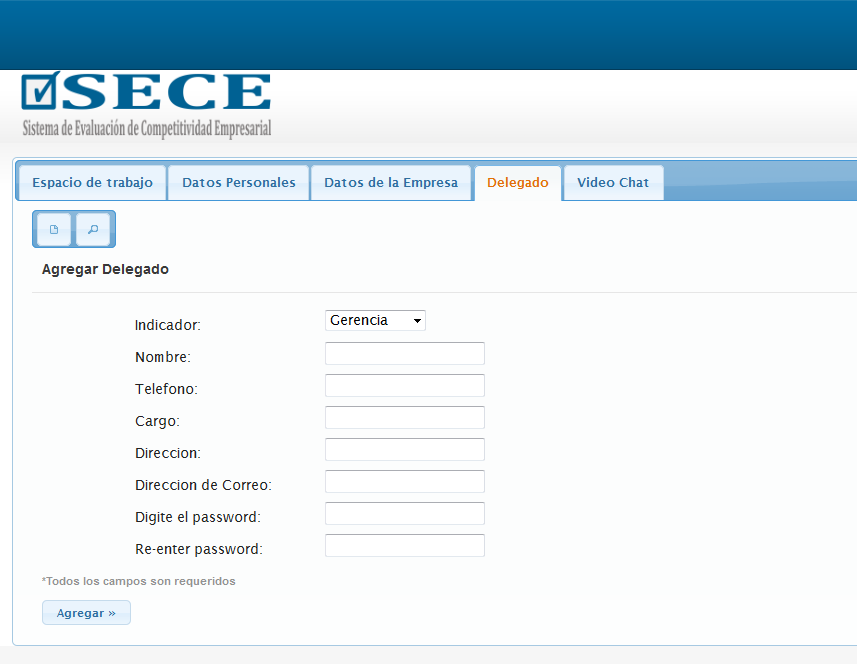 SECE
Sistema de Evaluación de Competitividad Empresarial
Espacio de trabajo Datos Personales Datos de la Empresa Delegado Video Chat
Agregar Delegado
Indicador: Gerencia
Nombre:
Telefono:
Cargo:
Direccion:
Direccion de Correo:
Digite el password:
Re-enter password:
*Todos los campos son requeridos
Agregar »